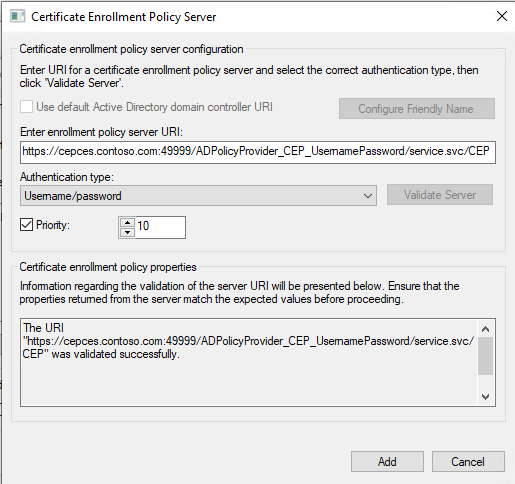 Certificate Enrollment Policy Server
Certificate enrollment policy server configuration
Enter URI for a certificate enrollment policy server and select the correct authentication type, then
click 'Validate Server'.
Use default Active Directory domain controller URI
Configure Friendly Name
Enter enrollment policy server URI:
https://cepces.contoso.com:49999/ADPolicyProvider_CEP_UsernamePassword/service.svc/CEP
Authentication type:
Username/password
Validate Server
Priority:
10
Certificate enrollment policy properties
Information regarding the validation of the server URI will be presented below. Ensure that the
properties returned from the server match the expected values before proceeding.
The URI
"https://cepces.contoso.com:49999/ADPolicyProvider_CEP_UsernamePassword/service.svc/
CEP" was validated successfully.
Add
Cancel